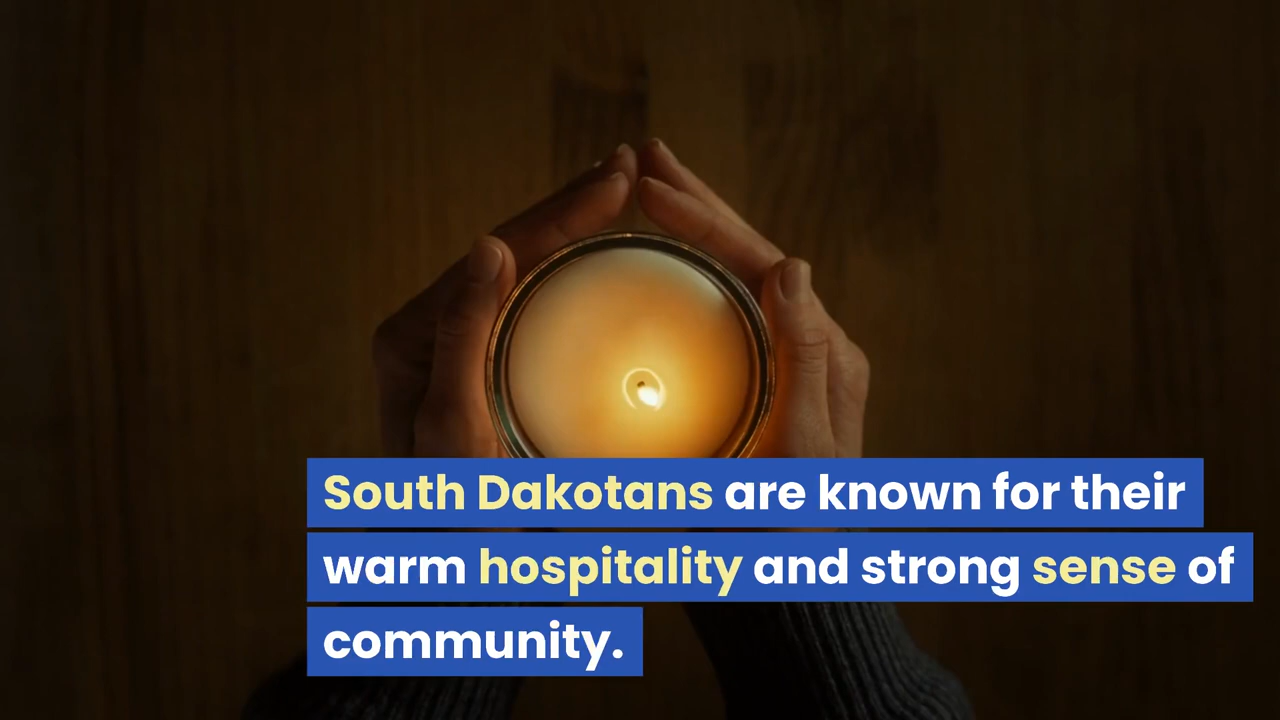 South Dakotans are known for their
warm hospitality and strong sense of
community.